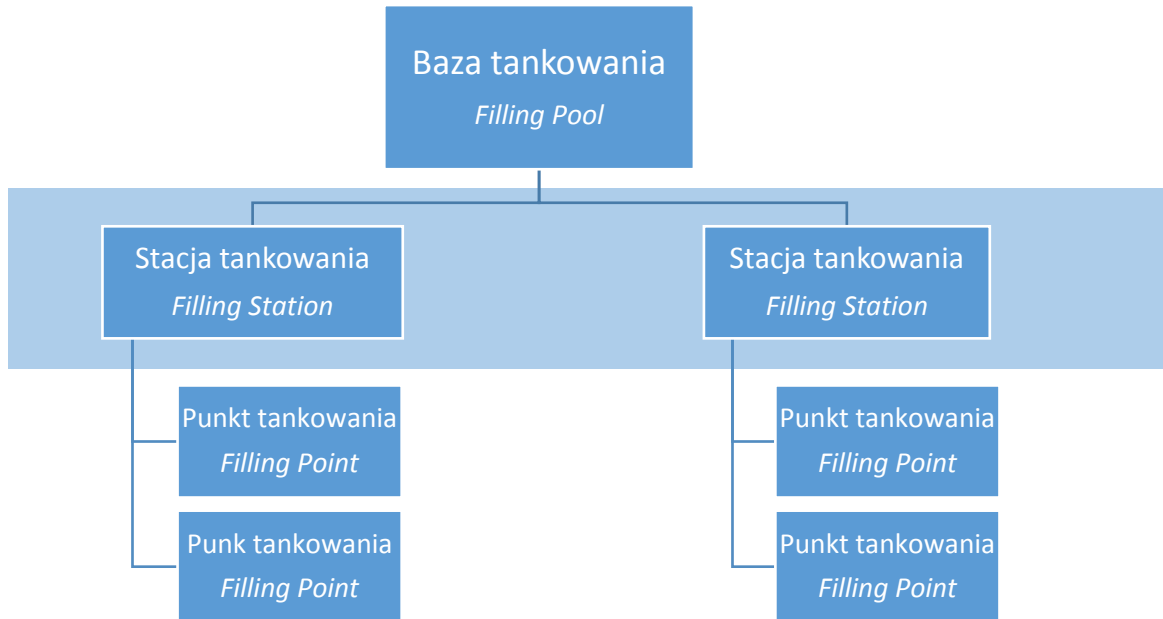 Baza tankowania
Filling Pool
Stacja tankowania
Filling Station
Stacja tankowania
Filling Station
Punkt tankowania
Filling Point
Punk tankowania
Filling Point
Punkt tankowania
Filling Point
Punkt tankowania
Filling Point